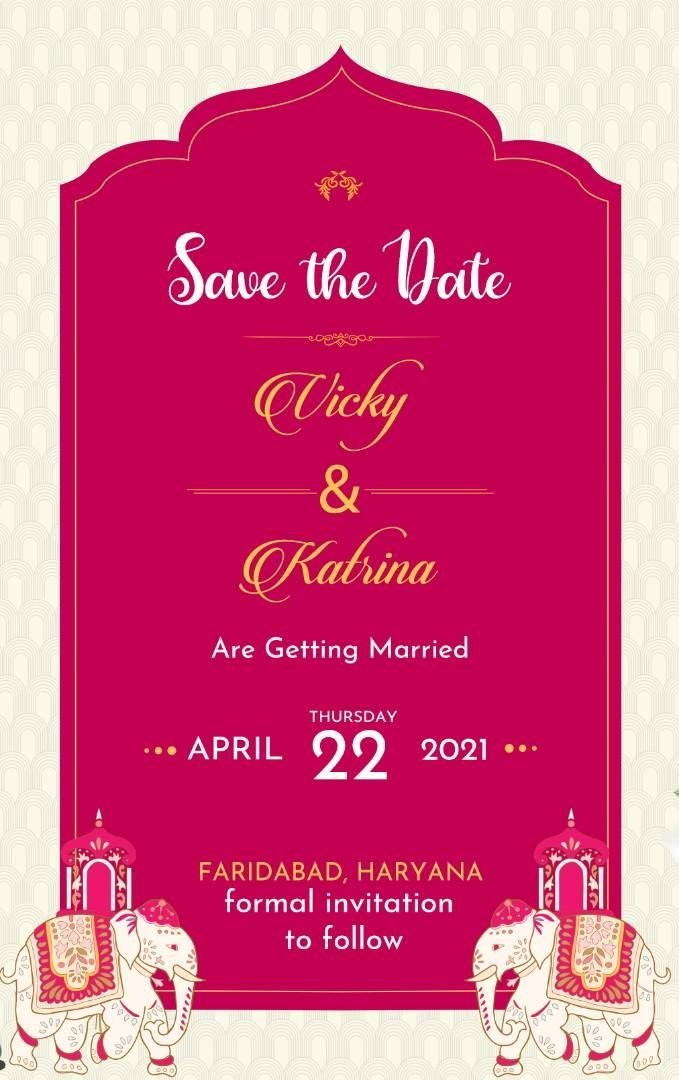 Save the Date
Vicky
&
Katrina
Are Getting Married
THURSDAY
APRIL 22 2021
FARIDABAD, HARYANA
formal invitation
to follow